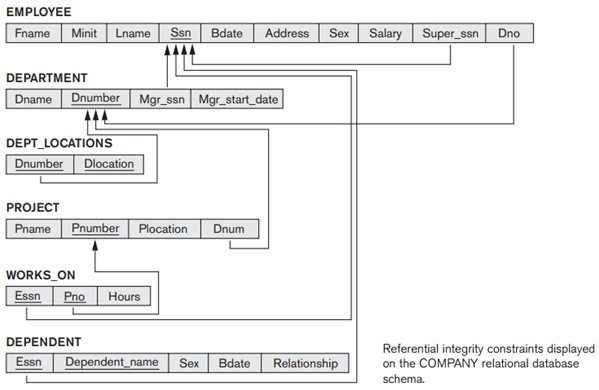 EMPLOYEE
Fname Minit Lname Ssn Bdate Address Sex Salary Super_ssn Dno
DEPARTMENT
Dname Dnumber Mgr_ssn Mgr_start_date
DEPT_LOCATIONS
Dnumber Dlocation
PROJECT
Pname Pnumber Plocation Dnum
WORKS_ON
Essn Pno Hours
DEPENDENT
Essn Dependent_name Sex Bdate Relationship
Referential integrity constraints displayed
on the COMPANY relational database
schema.